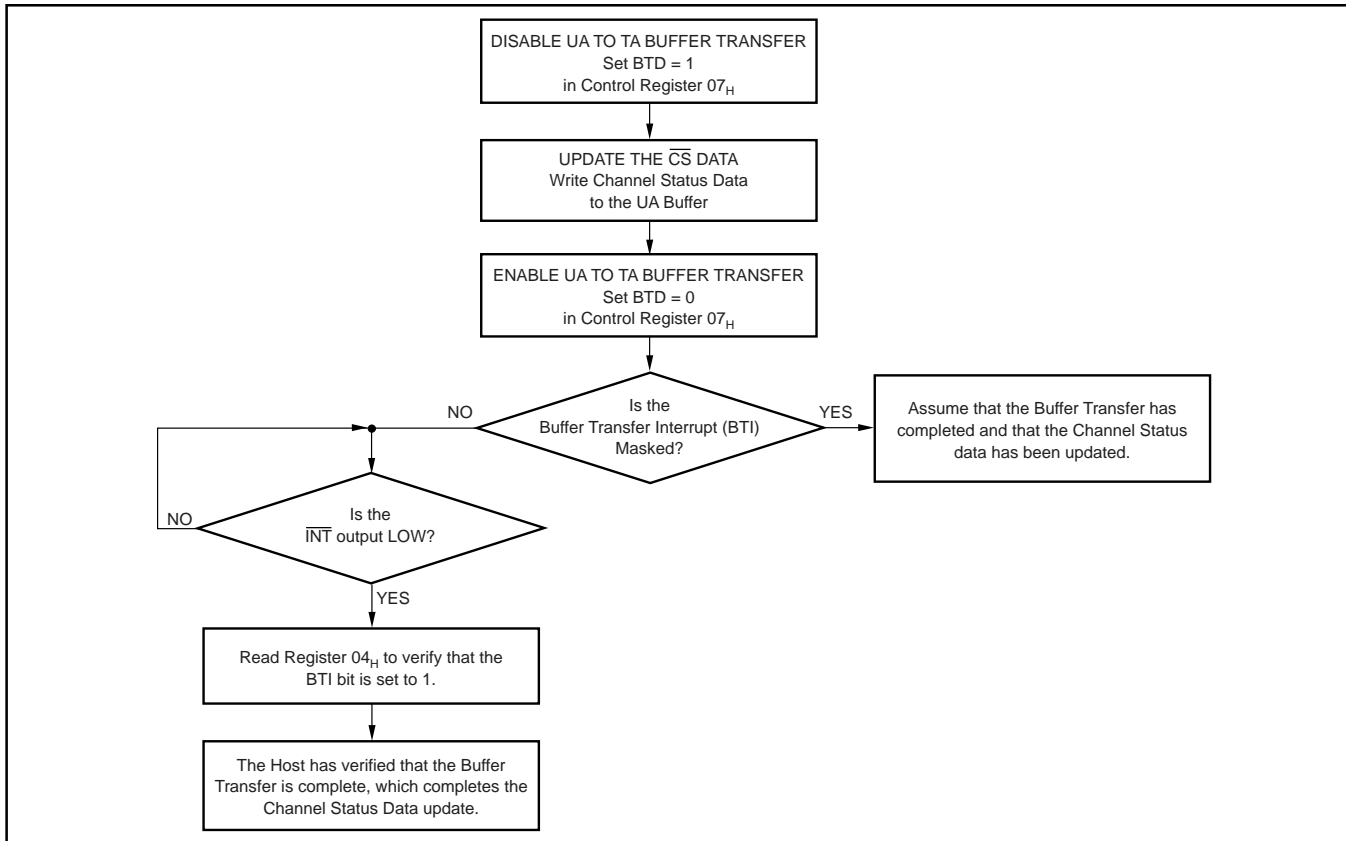 DISABLE UA TO TA BUFFER TRANSFER
Set BTD = 1
in Control Register 07H
UPDATE THE C̅S̅ DATA
Write Channel Status Data
to the UA Buffer
ENABLE UA TO TA BUFFER TRANSFER
Set BTD = 0
in Control Register 07H
NO
Is the
Buffer Transfer Interrupt (BTI)
Masked?
YES
Assume that the Buffer Transfer has
completed and that the Channel Status
data has been updated.
NO
Is the
I̅N̅T̅ output LOW?
YES
Read Register 04H to verify that the
BTI bit is set to 1.
The Host has verified that the Buffer
Transfer is complete, which completes the
Channel Status Data update.